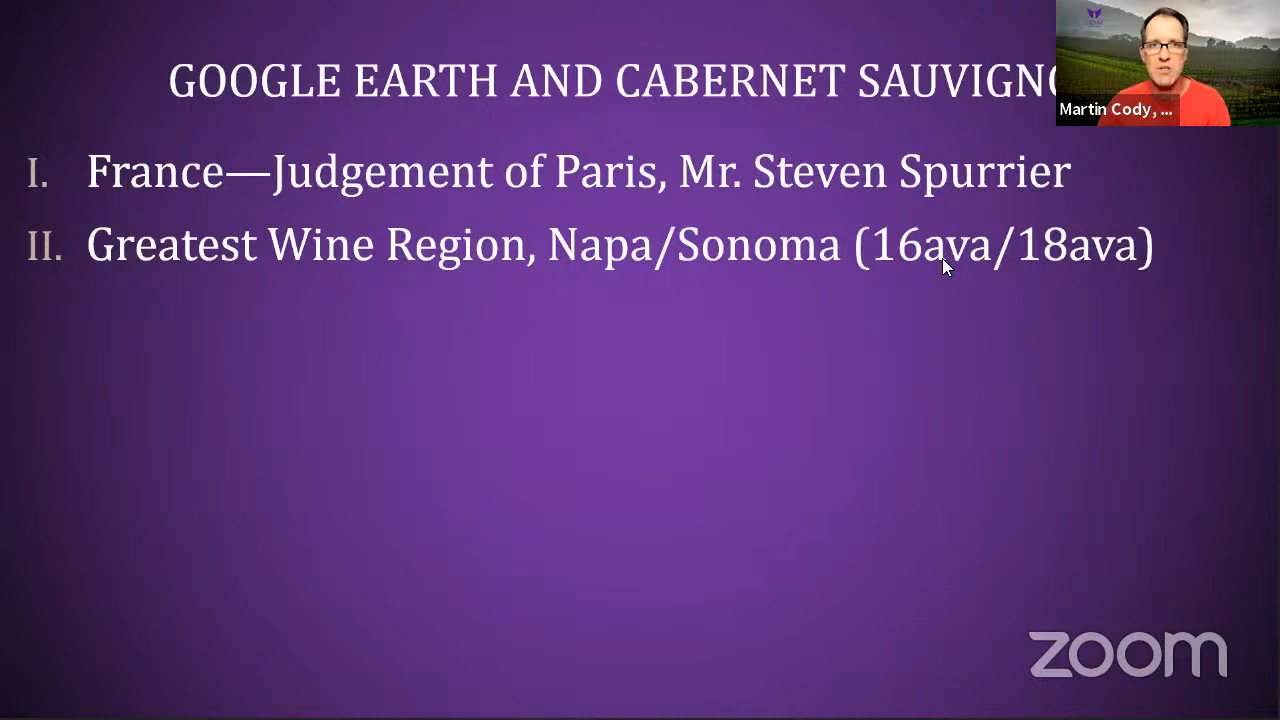 GOOGLE EARTH AND CABERNET SAUVIGNO
Martin Cody, ...
I. France—Judgement of Paris, Mr. Steven Spurrier
II. Greatest Wine Region, Napa/Sonoma (16ava/18ava)
zoom